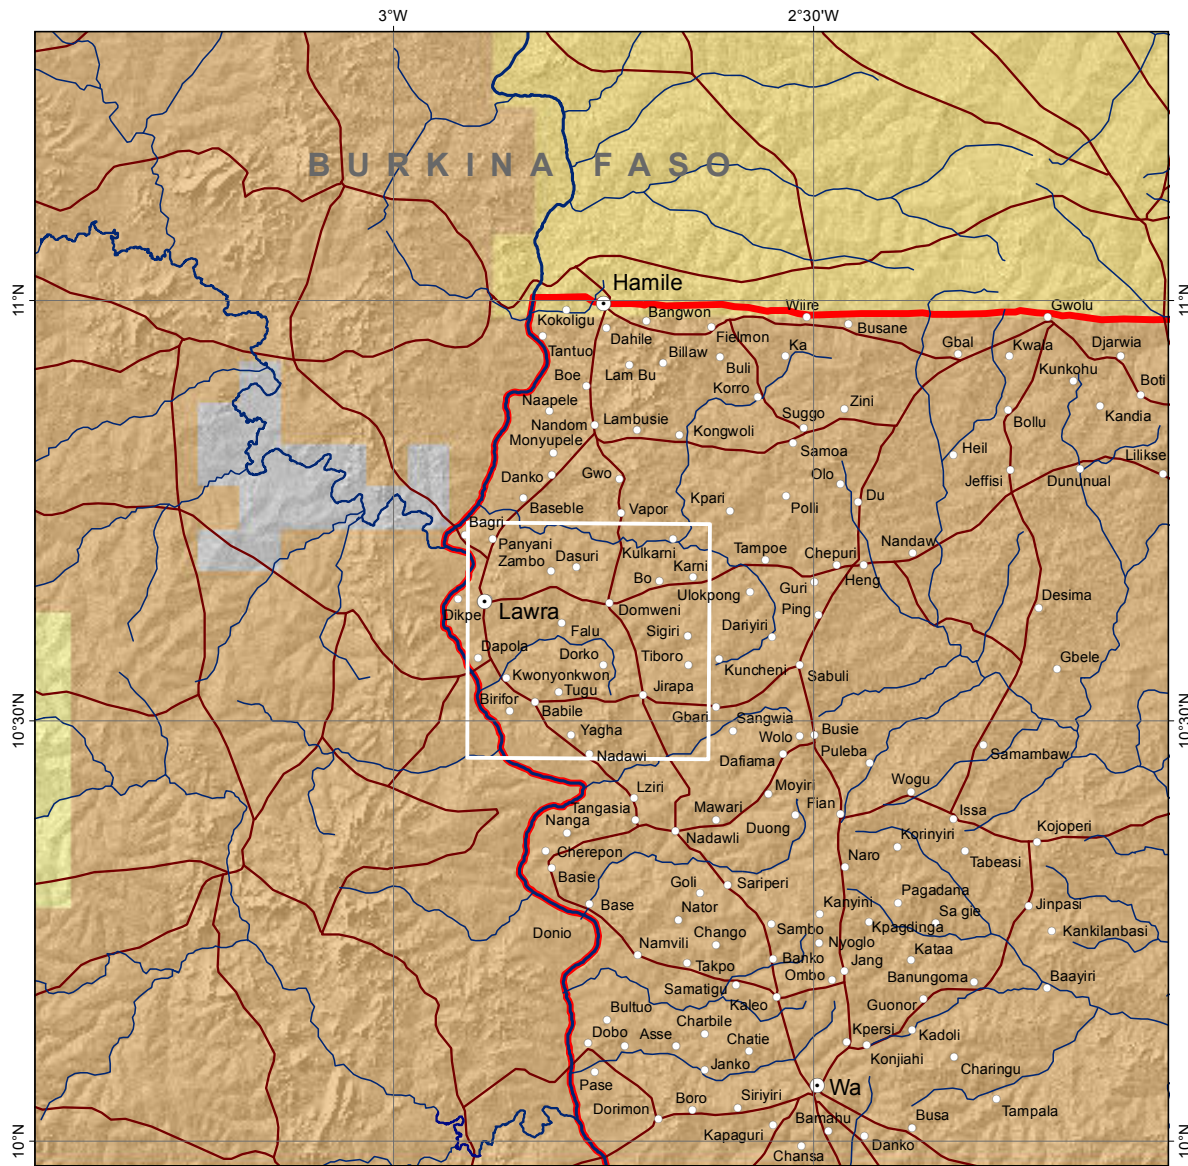 3°W
2°30'W
BURKINA FASO
11°N
11°N
Hamile
Kokoligu
Bangwon
Wiire
Gwolu
Dahile
Fielmon
Busane
Tantuo
Billaw
Ka
Gbal
Kwala
Djarwia
Boe
Lam Bu
Buli
Kunkohu
Boti
Korro
Naapele
Zini
Kandia
Nandom
Lambusie
Suggo
Bollu
Monyupele
Kongwoli
Samoa
Heil
Lilikse
Danko
Gwo
Olo
Jeffisi
Dununual
Baseble
Vapor
Kpari
Polli
Du
Bagri
Panyani
Zambo
Dasuri
Kulkarni
Tampoe
Chepuri
Nandaw
Bo
Karni
Guri
Heng
Dikpe
Lawra
Domweni
Ulokpong
Ping
Desima
Falu
Sigiri
Dariyiri
Dapola
Dorko
Tiboro
Kuncheni
Sabuli
Gbele
Kwonyonkwon
Tugu
Jirapa
Birifor
Babile
Gbari
Sangwia
10°30'N
10°30'N
Yagha
Wolo
Busie
Nadawi
Dafiama
Puleba
Samambaw
Lziri
Moyiri
Wogu
Tangasia
Mawari
Fian
Issa
Nanga
Nadawli
Duong
Korinyiri
Kojoperi
Cherepon
Naro
Tabeasi
Basie
Goli
Sariperi
Pagadana
Base
Nator
Kanyini
Sa gie
Jinpasi
Donio
Chango
Sambo
Kpagdinga
Kankilanbasi
Namvili
Nyoglo
Kataa
Takpo
Banko
Jang
Ombo
Banungoma
Baayiri
Samatigu
Kaleo
Guonor
Bultuo
Charbile
Kpersi
Kadoli
Dobo
Asse
Chatie
Konjiahi
Janko
Charingu
Pase
Wa
Dorimon
Boro
Siriyiri
Bamahu
Busa
Tampala
Kapaguri
Danko
Chansa
10°N
10°N